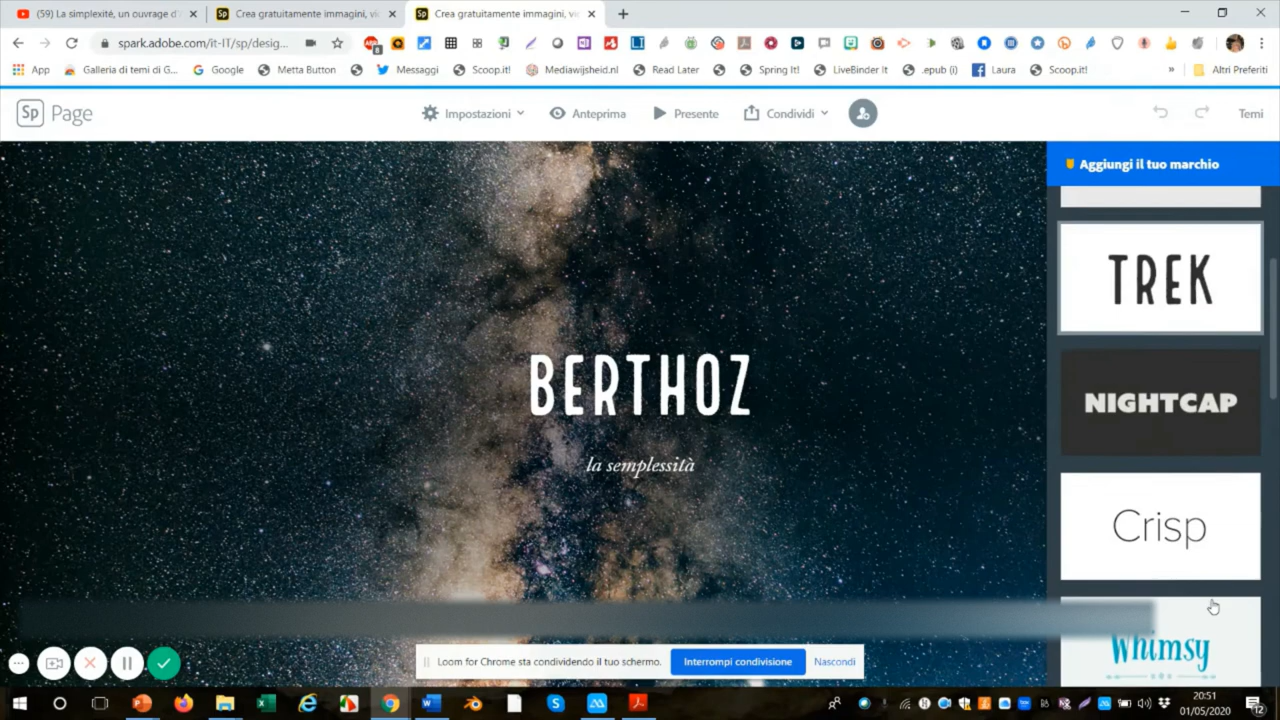 (59) La simplexité, un ouvrage d'
Crea gratuitamente immagini, vi
Crea gratuitamente immagini, vi
spark.adobe.com/it-IT/sp/desig...
App
Galleria di temi di G...
Google
Metta Button
Messaggi
Scoop.it!
Mediawijsheid.nl
Read Later
Spring It!
LiveBinder It
.epub (i)
Laura
Scoop.it!
»
Altri Preferiti
Sp Page
Impostazioni
Anteprima
Presente
Condividi
Temi
Aggiungi il tuo marchio
TREK
NIGHTCAP
Crisp
Whimsy
BERTHOZ
la semplessità
Loom for Chrome sta condividendo il tuo schermo.
Interrompi condivisione
Nascondi
20:51
01/05/2020
12